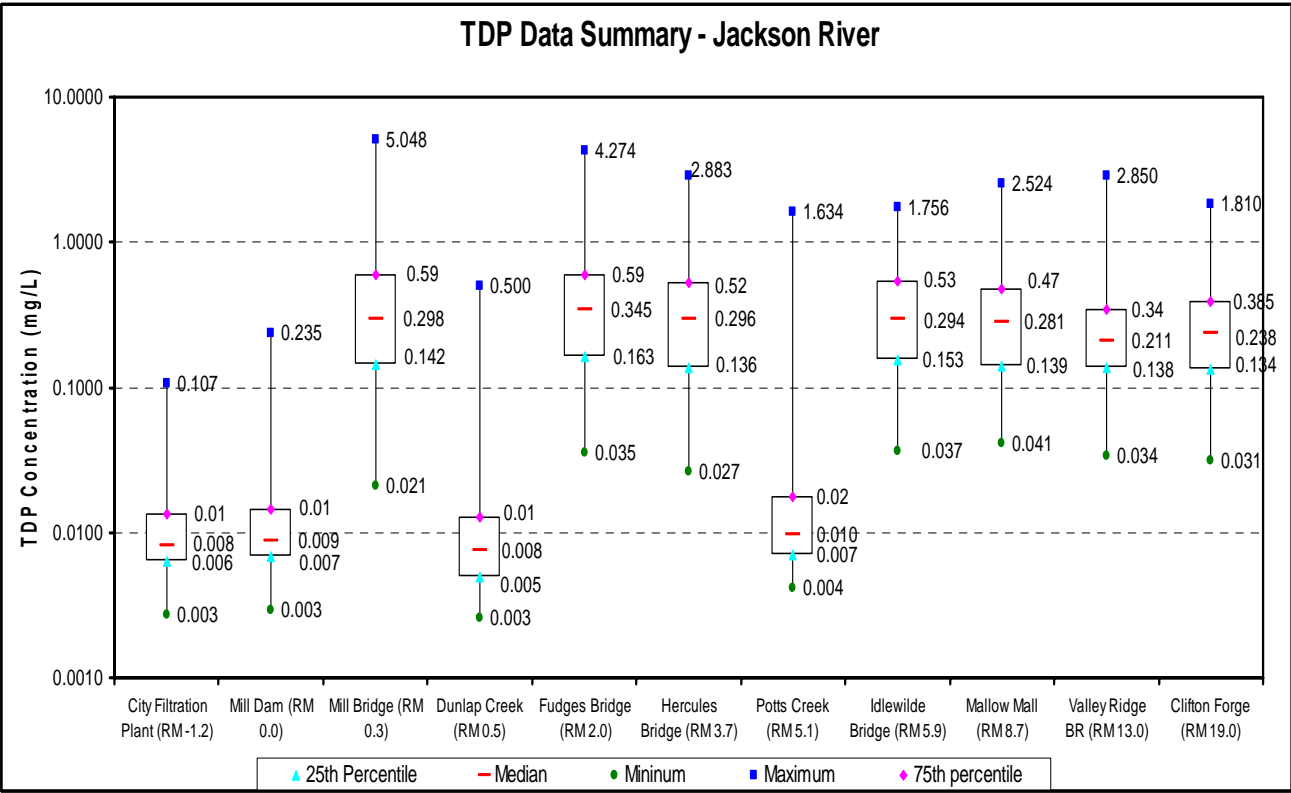 TDP Data Summary - Jackson River
TDP Concentration (mg/L)
10.0000
1.0000
0.1000
0.0100
0.0010
0.107
0.01
0.008
0.006
0.003
0.235
0.01
0.009
0.007
0.003
5.048
0.59
0.298
0.142
0.021
0.500
0.01
0.008
0.005
0.003
4.274
0.59
0.345
0.163
0.035
2.883
0.52
0.296
0.136
0.027
1.634
0.02
0.010
0.007
0.004
1.756
0.53
0.294
0.153
0.037
2.524
0.47
0.281
0.139
0.041
2.850
0.34
0.211
0.138
0.034
1.810
0.385
0.238
0.134
0.031
City Filtration
Plant (RM -1.2)
Mill Dam (RM
0.0)
Mill Bridge (RM
0.3)
Dunlap Creek
(RM 0.5)
Fudges Bridge
(RM 2.0)
Hercules
Bridge (RM 3.7)
Potts Creek
(RM 5.1)
Idlewilde
Bridge (RM 5.9)
Mallow Mall
(RM 8.7)
Valley Ridge
BR (RM 13.0)
Clifton Forge
(RM 19.0)
25th Percentile
Median
Mininum
Maximum
75th percentile